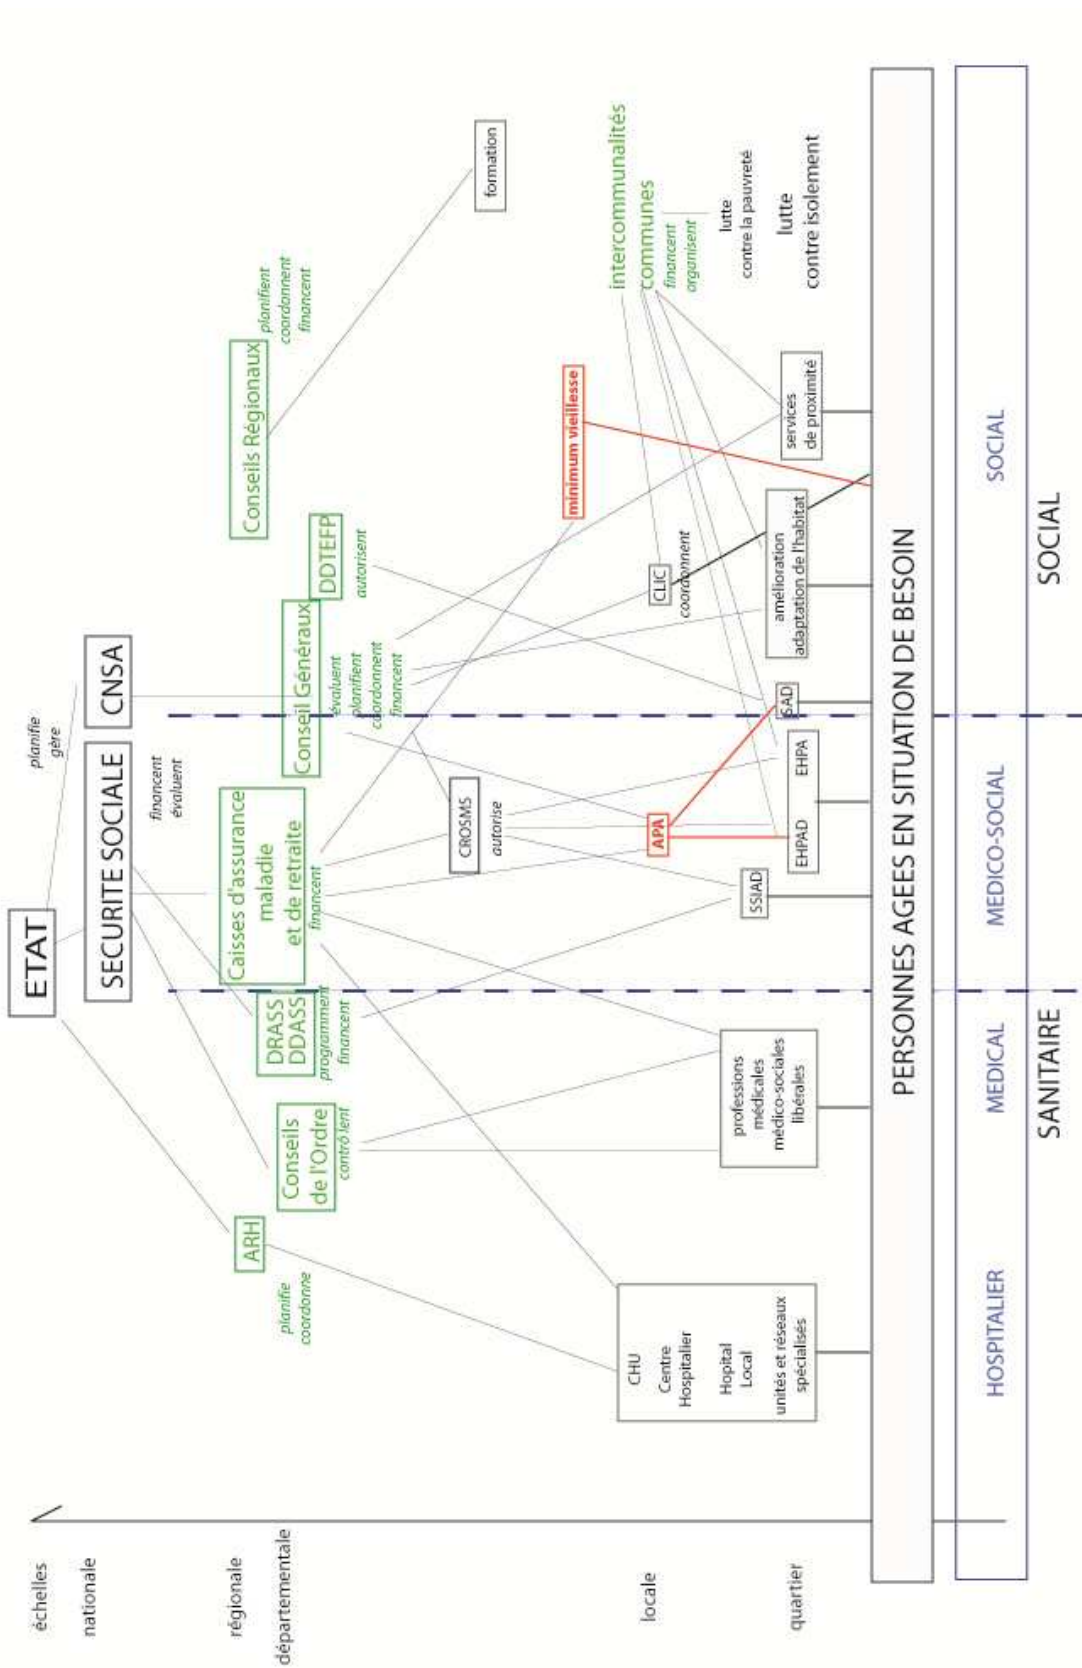 échelles
nationale
régionale
départementale
locale
quartier
ETAT
planifie
gère
SECURITE SOCIALE
CNSA
financent
évaluent
ARH
planifie
coordonne
Conseils
de l'Ordre
contrôlent
DRASS
DDASS
programment
financent
Caisses d'assurance
maladie
et de retraite
financent
Conseil Généraux
évaluent
planifient
coordonnent
financent
DDTEFP
autorisent
Conseils Régionaux
planifient
coordonnent
financent
CROSMS
autorise
formation
minimum vieillesse
intercommunalités
communes
financent
organisent
lutte
contre la pauvreté
lutte
contre isolement
CHU
Centre
Hospitalier
Hopital
Local
unités et réseaux
spécialisés
professions
médicales
médico-sociales
libérales
APA
SSIAD
EHPAD
EHPA
SAD
CLIC
coordonnent
amélioration
adaptation de l'habitat
services
de proximité
PERSONNES AGEES EN SITUATION DE BESOIN
HOSPITALIER
MEDICAL
MEDICO-SOCIAL
SOCIAL
SANITAIRE
SOCIAL